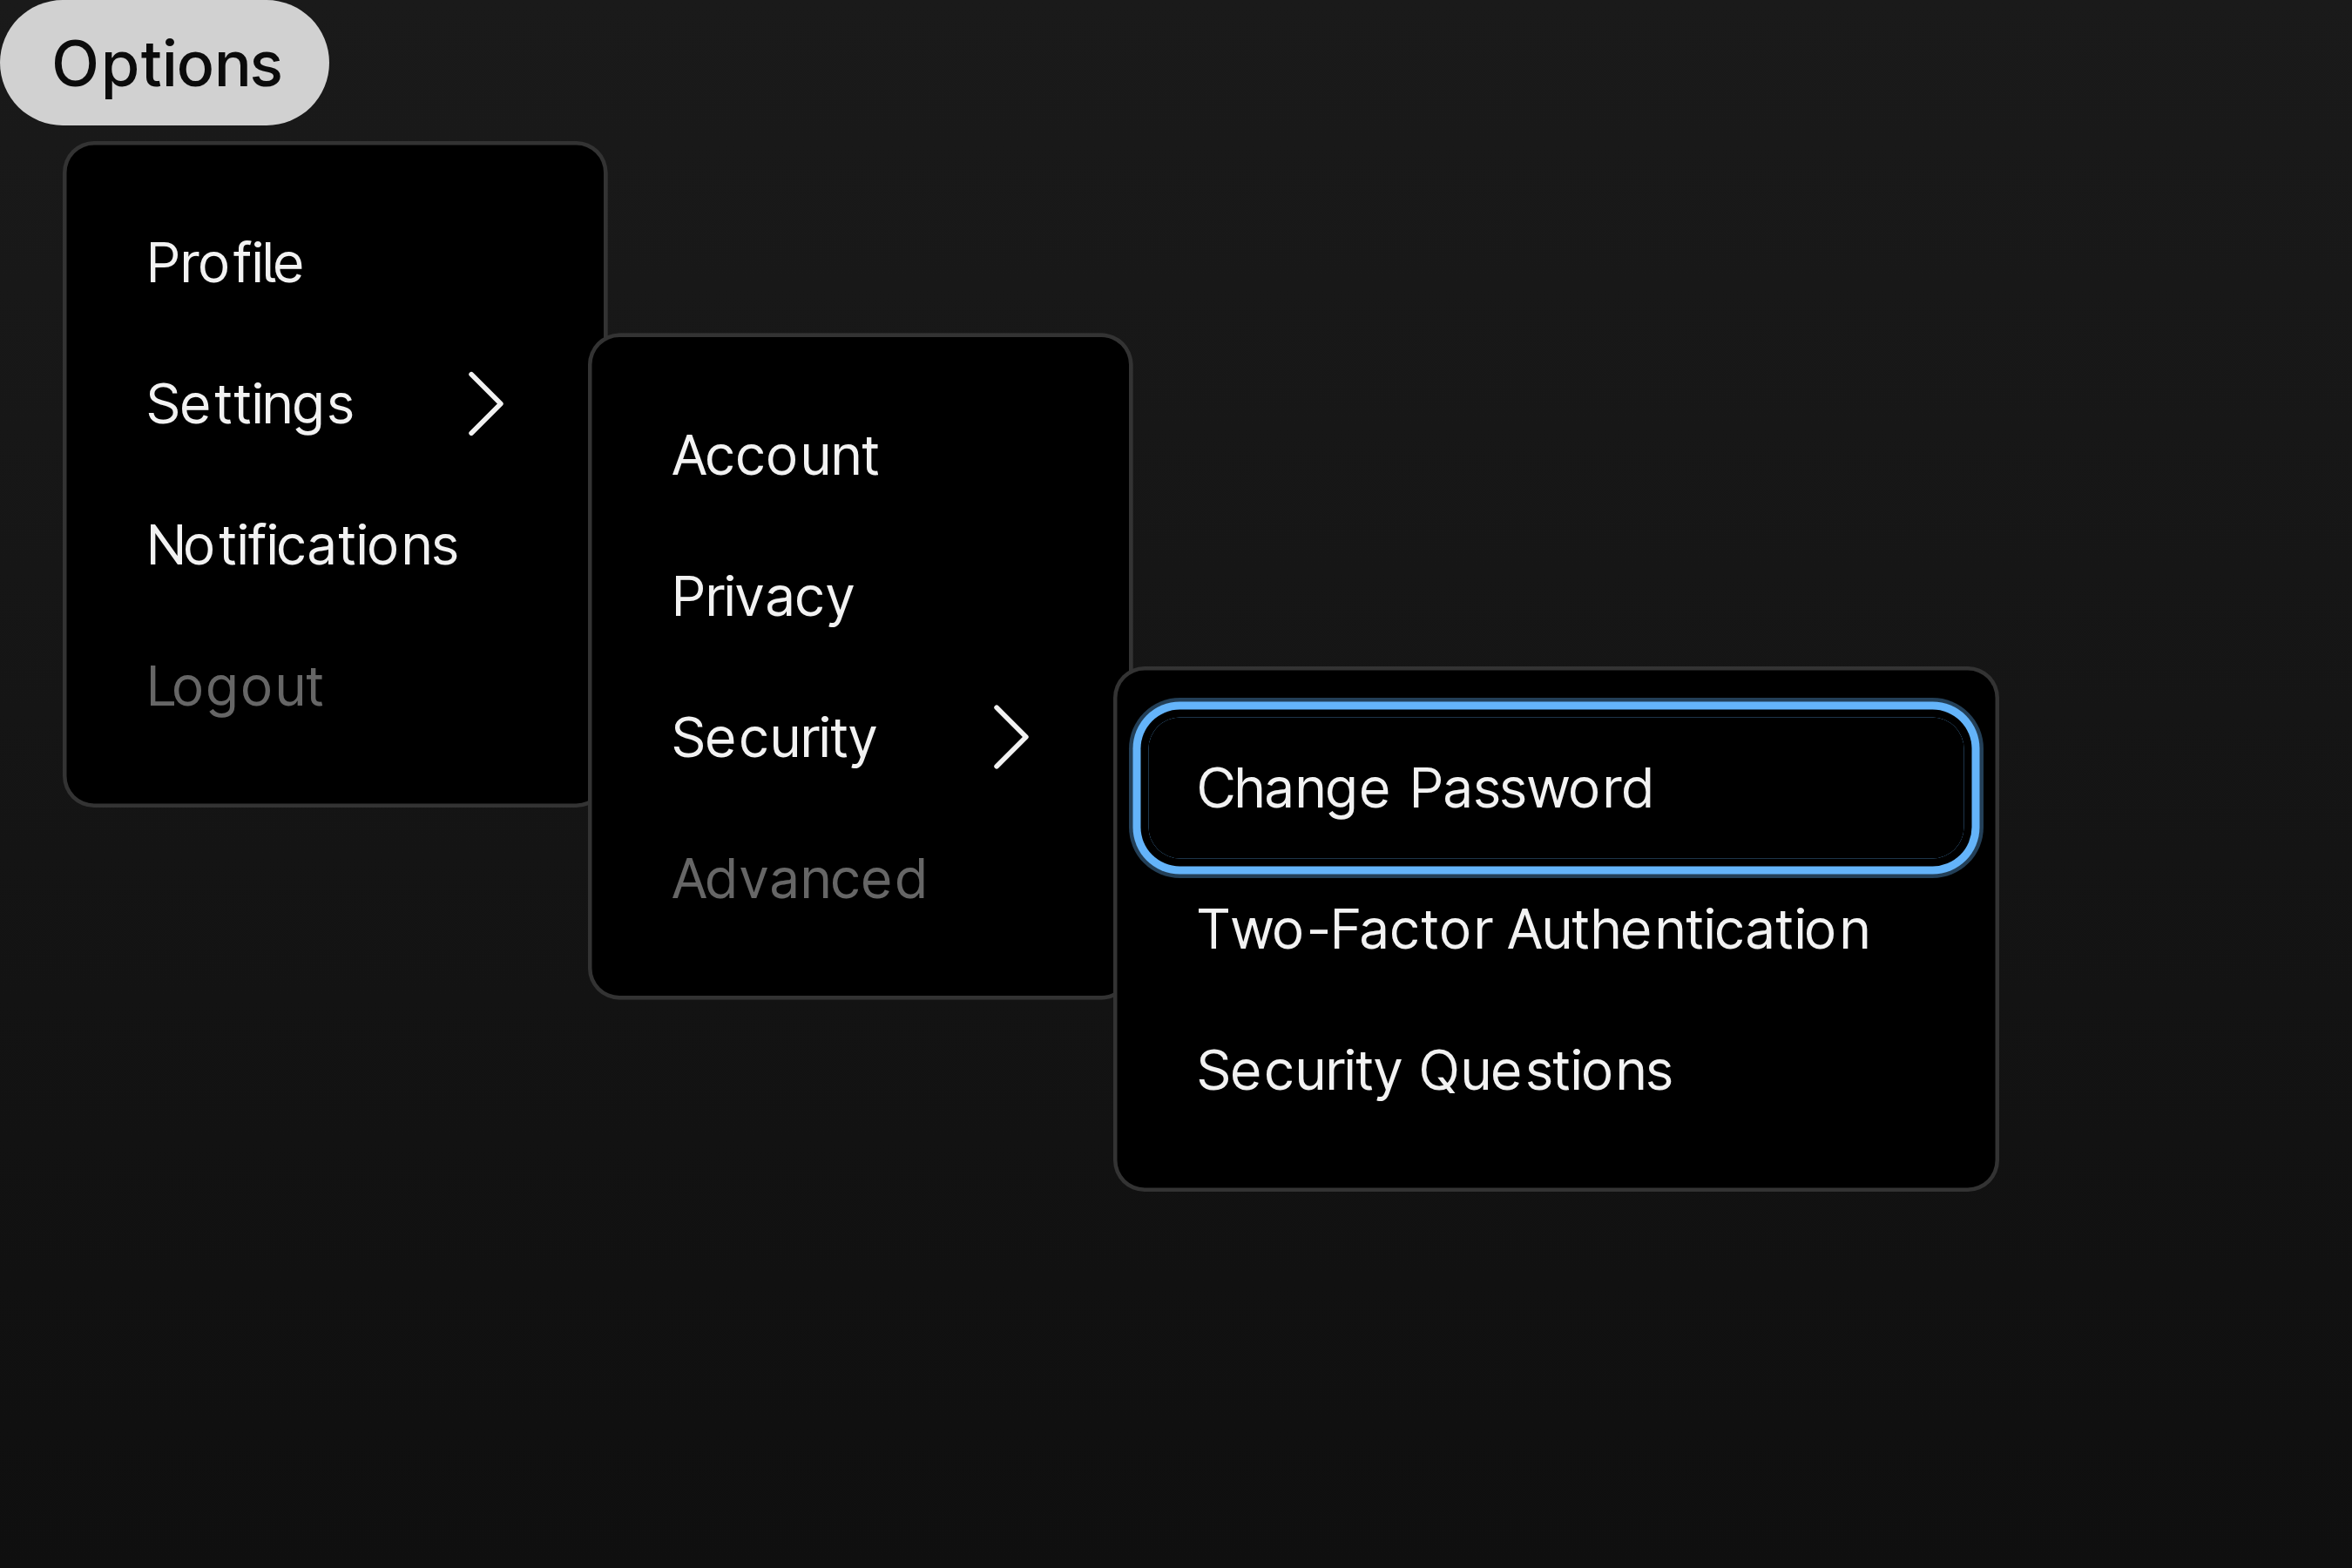 Options
Profile
Settings
Notifications
Logout
Account
Privacy
Security
Advanced
Change Password
Two-Factor Authentication
Security Questions